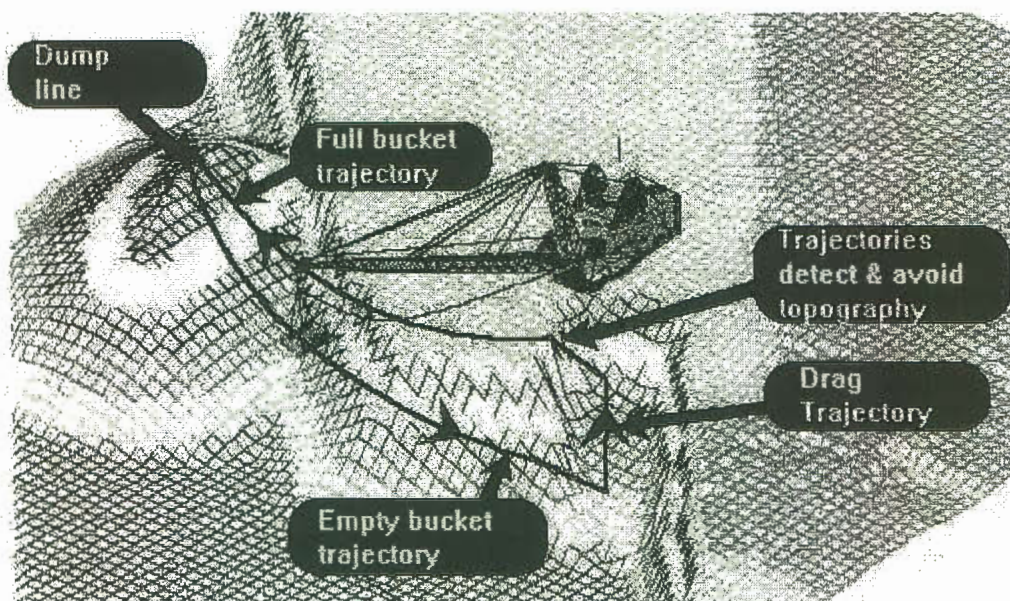 Dump
line
Full bucket
trajectory
Trajectories
detect & avoid
topography
Drag
Trajectory
Empty bucket
trajectory